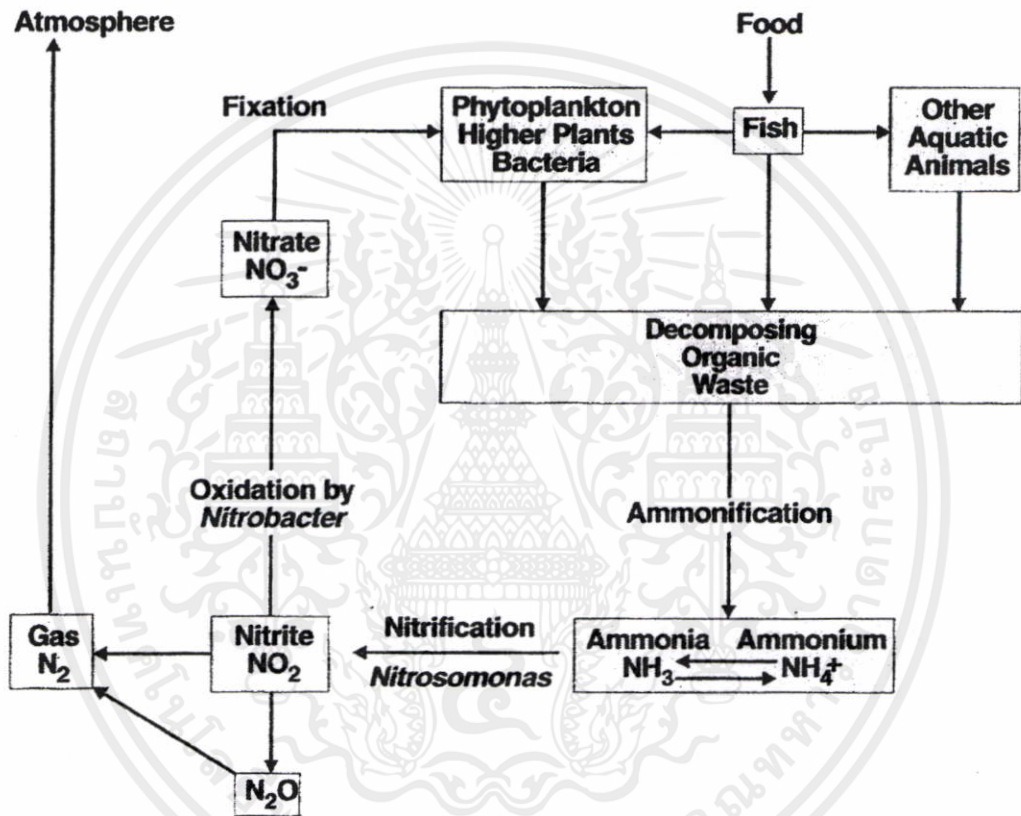 Atmosphere
Food
Fixation
Phytoplankton
Higher Plants
Bacteria
Fish
Other
Aquatic
Animals
Nitrate
NO₃-
Decomposing
Organic
Waste
Oxidation by
Nitrobacter
Ammonification
Gas
N₂
Nitrite
NO₂
Nitrification
Nitrosomonas
Ammonia Ammonium
NH₃ NH₄+
N₂O